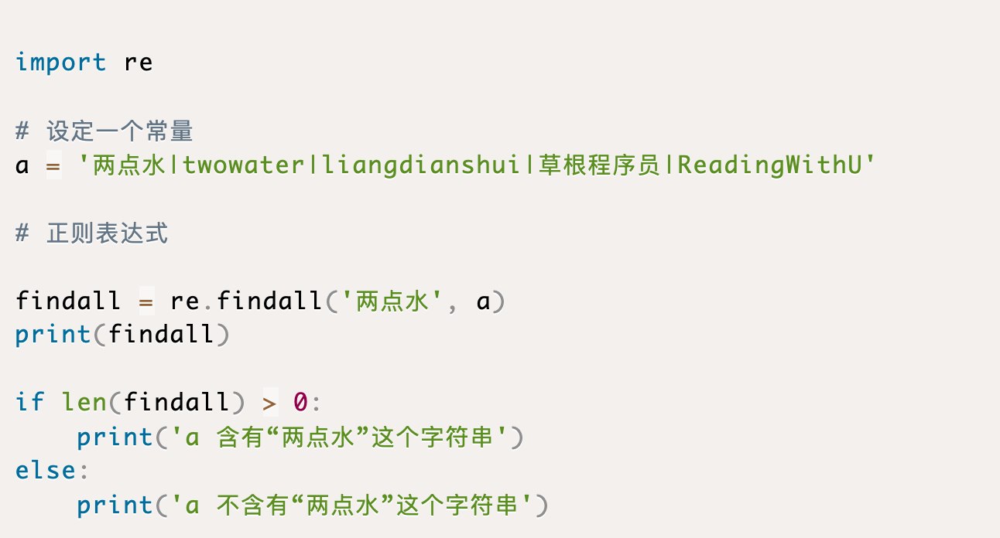 import re
# 设定一个常量
a = '两点水|twowater|liangdianshui|草根程序员|ReadingWithU'
# 正则表达式
findall = re.findall('两点水', a)
print(findall)
if len(findall) > 0:
    print('a 含有“两点水”这个字符串')
else:
    print('a 不含有“两点水”这个字符串')